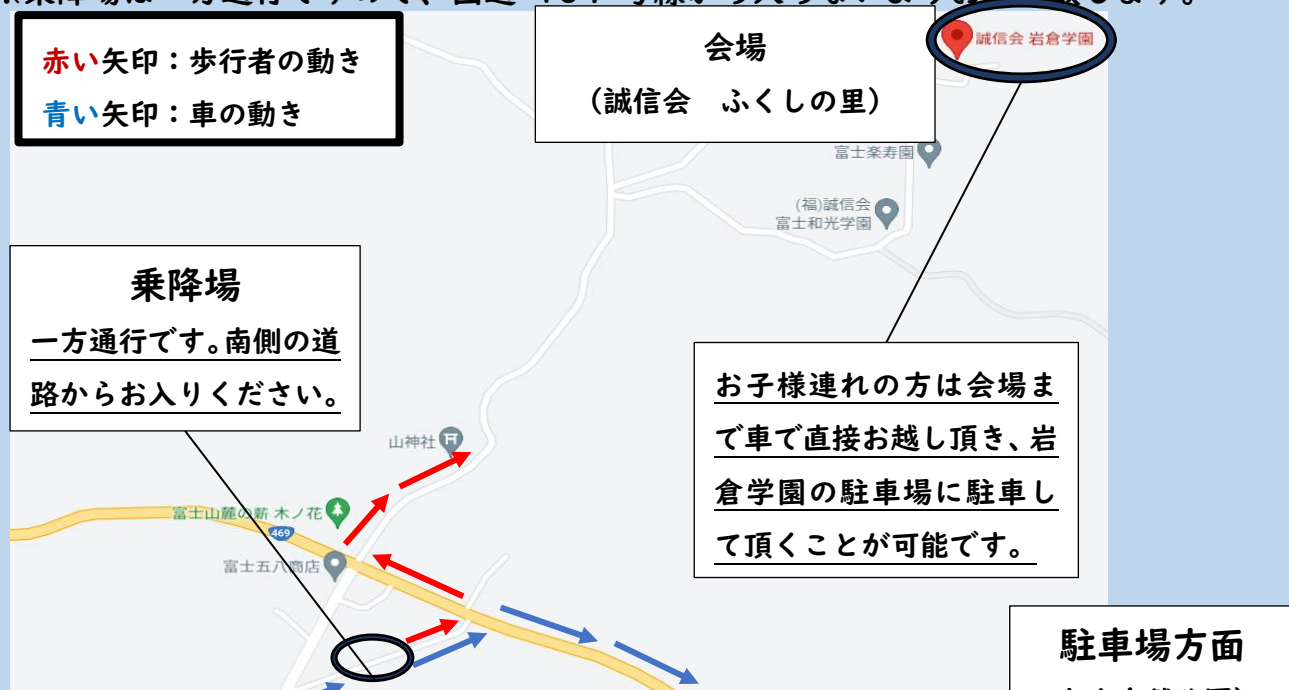 赤い矢印：歩行者の動き
青い矢印：車の動き
会場
（誠信会　ふくしの里）
誠信会 岩倉学園
富士楽寿園
(福)誠信会
富士和光学園
乗降場
一方通行です。南側の道
路からお入りください。
お子様連れの方は会場ま
で車で直接お越し頂き、岩
倉学園の駐車場に駐車し
て頂くことが可能です。
山神社
富士山麓の薪 木ノ花
469
富士五八商店
駐車場方面